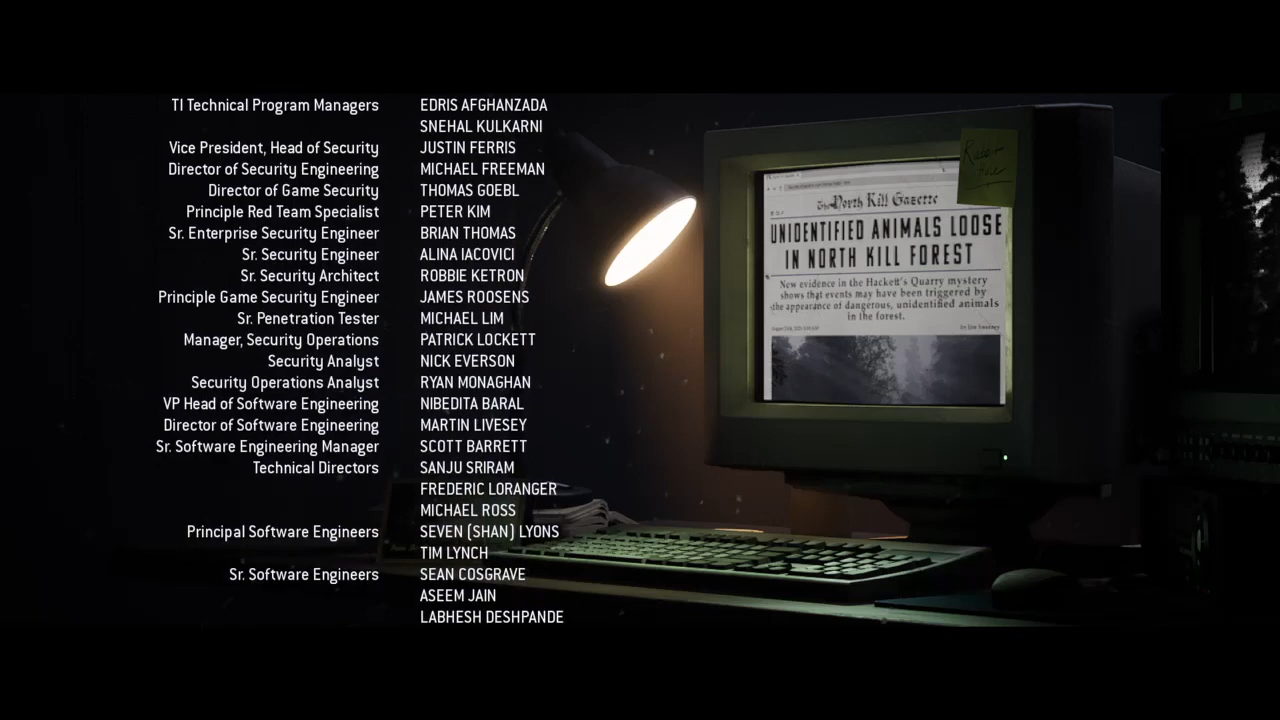 TI Technical Program Managers EDRIS AFGHANZADA
SNEHAL KULKARNI
Vice President, Head of Security JUSTIN FERRIS
Director of Security Engineering MICHAEL FREEMAN
Director of Game Security THOMAS GOEBL
Principle Red Team Specialist PETER KIM
Sr. Enterprise Security Engineer BRIAN THOMAS
Sr. Security Engineer ALINA IACOVICI
Sr. Security Architect ROBBIE KETRON
Principle Game Security Engineer JAMES ROOSENS
Sr. Penetration Tester MICHAEL LIM
Manager, Security Operations PATRICK LOCKETT
Security Analyst NICK EVERSON
Security Operations Analyst RYAN MONAGHAN
VP Head of Software Engineering NIBEDITA BARAL
Director of Software Engineering MARTIN LIVESEY
Sr. Software Engineering Manager SCOTT BARRETT
Technical Directors SANJU SRIRAM
FREDERIC LORANGER
MICHAEL ROSS
Principal Software Engineers SEVEN (SHAN) LYONS
TIM LYNCH
Sr. Software Engineers SEAN COSGRAVE
ASEEM JAIN
LABHESH DESHPANDE
The North Kill Gazette
UNIDENTIFIED ANIMALS LOOSE
IN NORTH KILL FOREST
New evidence in the Hackett's Quarry mystery
shows that events may have been triggered by
the appearance of dangerous, unidentified animals
in the forest.